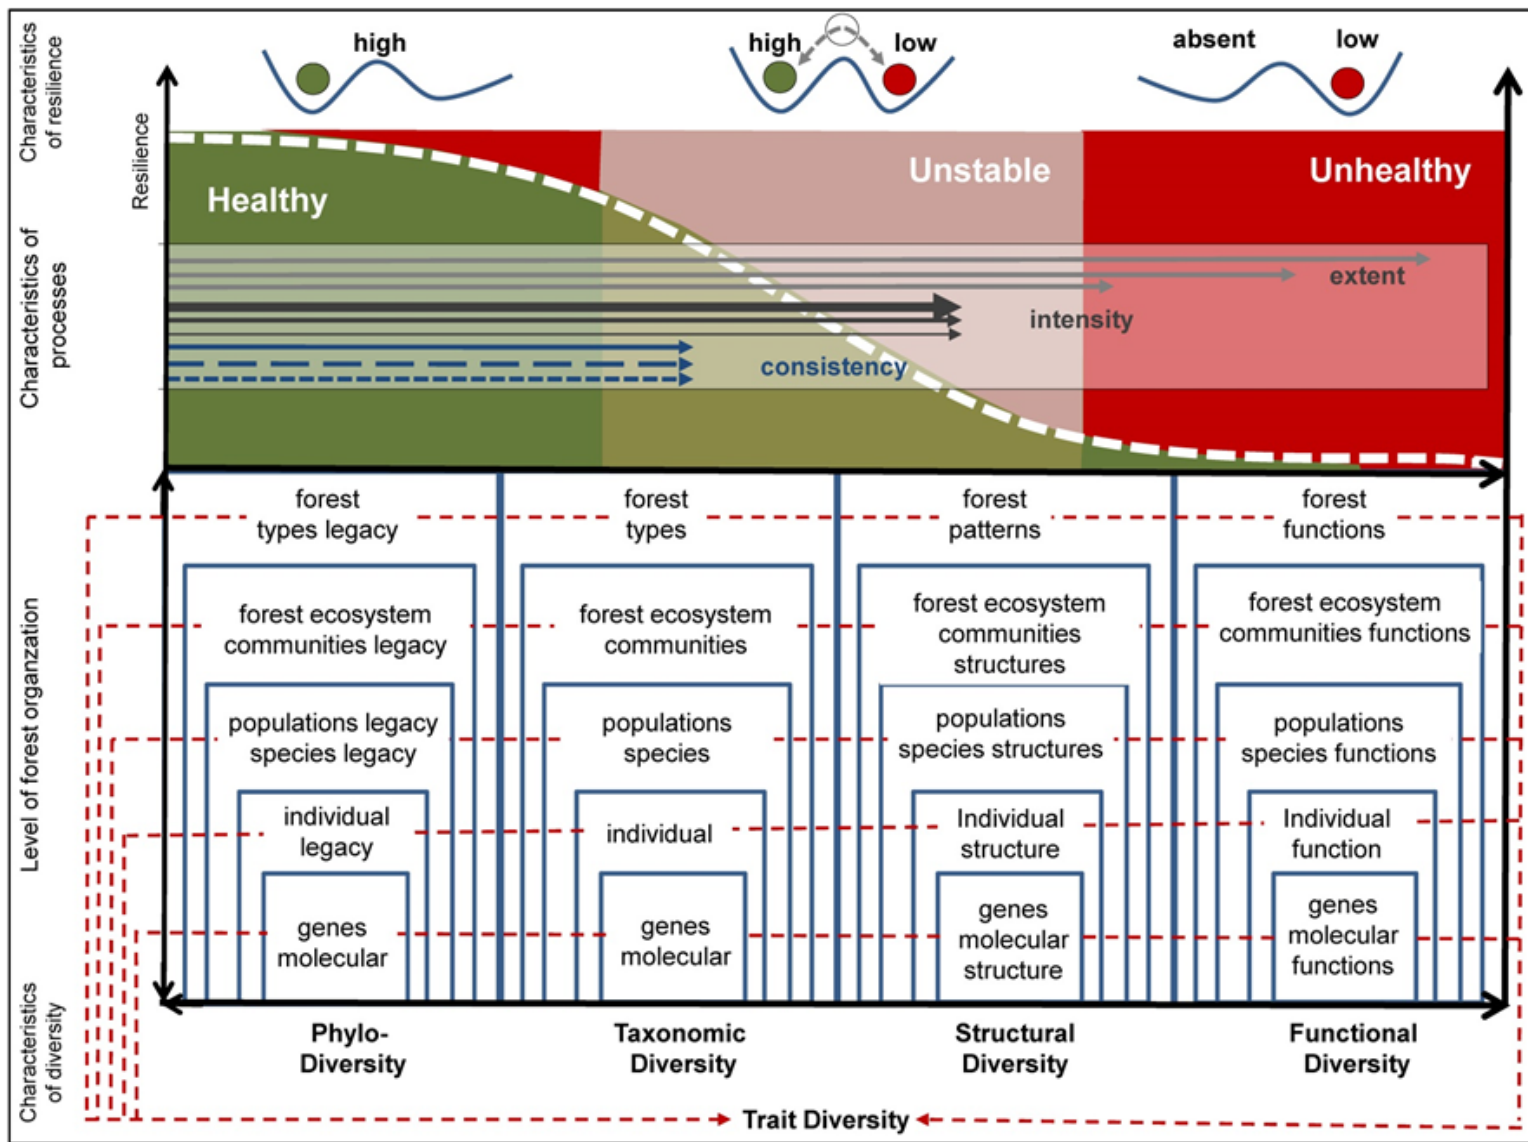 Characteristics
of resilience
high
high
low
absent
low
Resilience
Healthy
Unstable
Unhealthy
Characteristics of
processes
extent
intensity
consistency
Level of forest organzation
forest
types legacy
forest
types
forest
patterns
forest
functions
forest ecosystem
communities legacy
forest ecosystem
communities
forest ecosystem
communities
structures
forest ecosystem
communities functions
populations legacy
species legacy
populations
species
populations
species structures
populations
species functions
individual
legacy
individual
Individual
structure
Individual
function
genes
molecular
genes
molecular
genes
molecular
structure
genes
molecular
functions
Characteristics
of diversity
Phylo-
Diversity
Taxonomic
Diversity
Structural
Diversity
Functional
Diversity
Trait Diversity